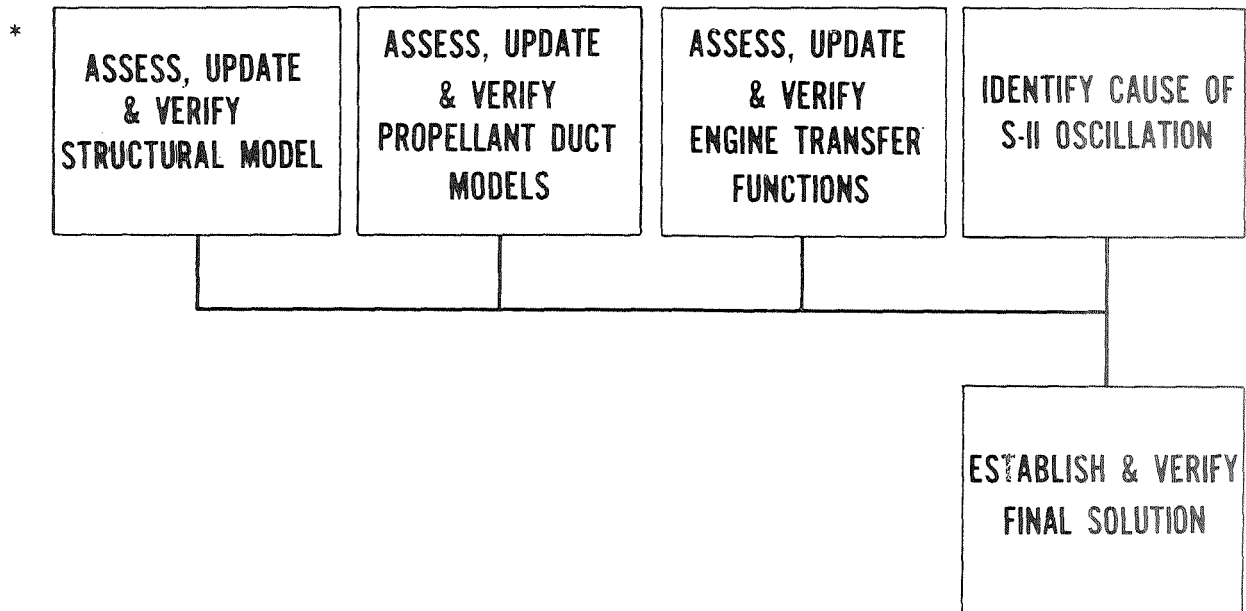 *
ASSESS, UPDATE
& VERIFY
STRUCTURAL MODEL
ASSESS, UPDATE
& VERIFY
PROPELLANT DUCT
MODELS
ASSESS, UPDATE
& VERIFY
ENGINE TRANSFER
FUNCTIONS
IDENTIFY CAUSE OF
S-II OSCILLATION
ESTABLISH & VERIFY
FINAL SOLUTION